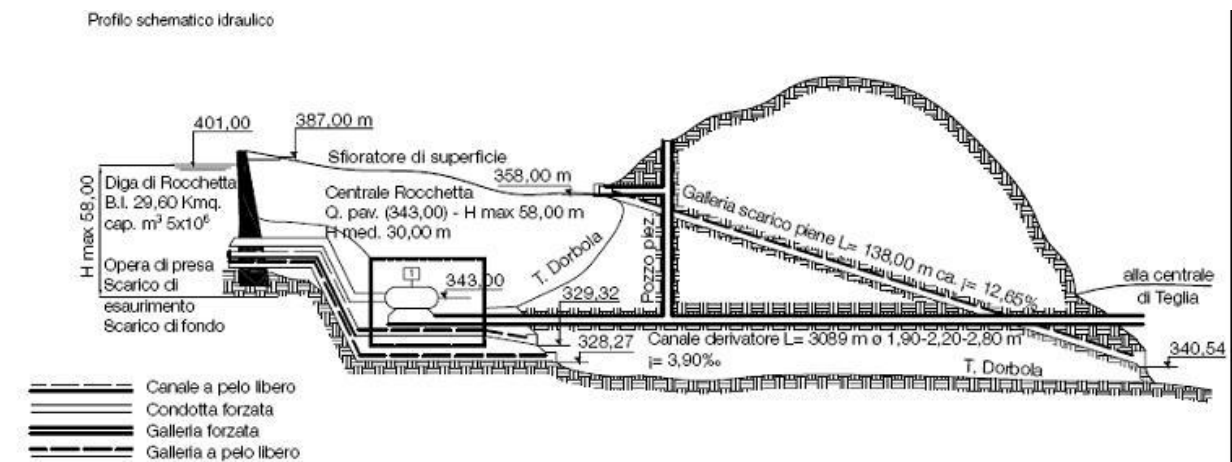 Profilo schematico idraulico
401,00
387,00 m
Sfioratore di superficie
358,00 m
H max 58,00
Diga di Rocchetta
B.I. 29,60 Kmq.
cap. m³ 5x10⁶
Centrale Rocchetta
Q. pav. (343,00) - H max 58,00 m
H med. 30,00 m
Opera di presa
Scarico di
esaurimento
Scarico di fondo
1
343,00
T. Dorbola
329,32
328,27
Pozzo piez.
Galleria scarico piene L= 138,00 m ca. j= 12,65%
alla centrale
di Teglia
Canale derivatore L= 3089 m ø 1,90-2,20-2,80 m
j= 3,90‰
T. Dorbola
340,54
Canale a pelo libero
Condotta forzata
Galleria forzata
Galleria a pelo libero